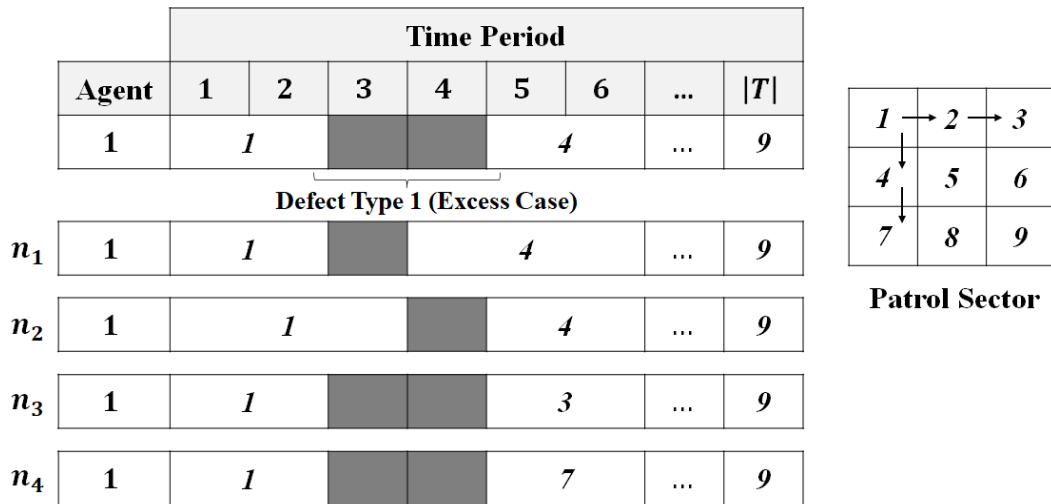 Time Period
Agent 1 2 3 4 5 6 ... |T|
1 1 4 ... 9
Defect Type 1 (Excess Case)
n₁ 1 1 4 ... 9
n₂ 1 1 4 ... 9
n₃ 1 1 3 ... 9
n₄ 1 1 7 ... 9
1 2 3
4 5 6
7 8 9
Patrol Sector